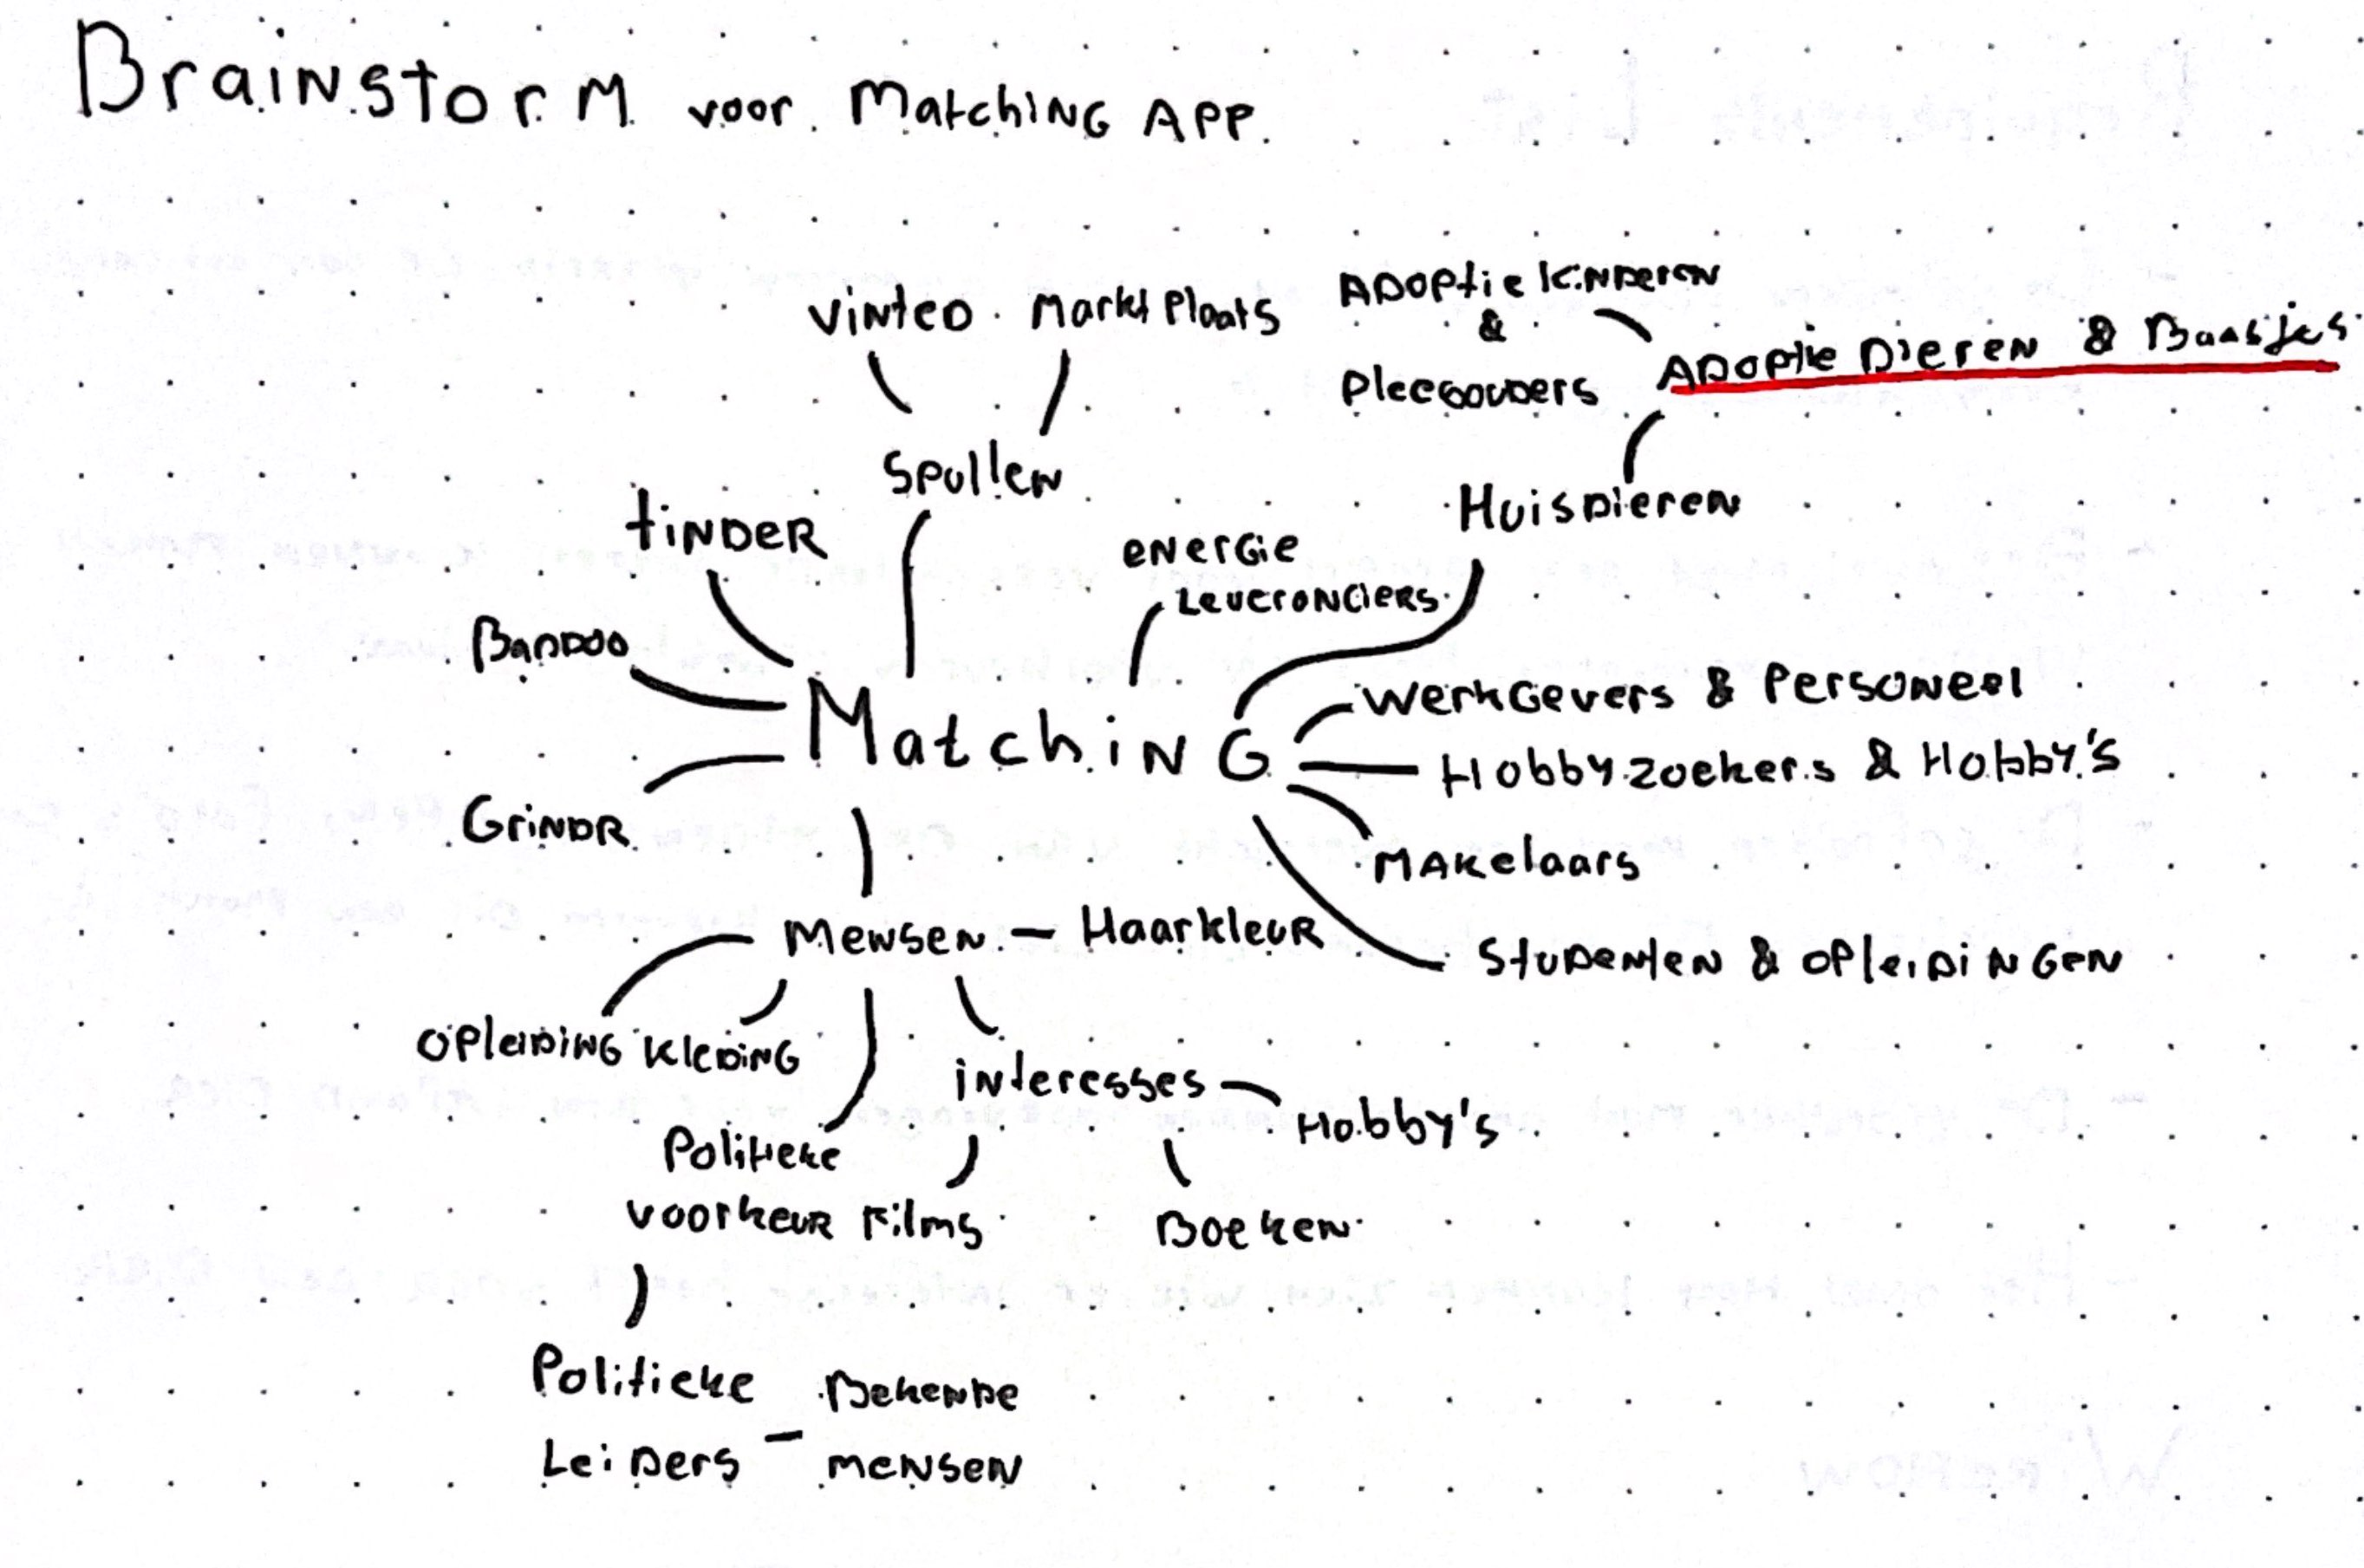 Brainstorm voor Matching App
Vinted Marktplaats
Adoptie kinderen
&
Pleegouders
Adoptie Dieren & Baasjes
Spullen
Huisdieren
Tinder
energie
Leveranciers
Badoo
Werkgevers & Personeel
Matching
Hobbyzoekers & Hobby's
Grindr
Makelaars
Mensen - Haarkleur
Studenten & opleidingen
Opleiding Kleding
interesses
Hobby's
Politieke
voorkeur Films
Boeken
Politieke Bekende
Leiders - mensen